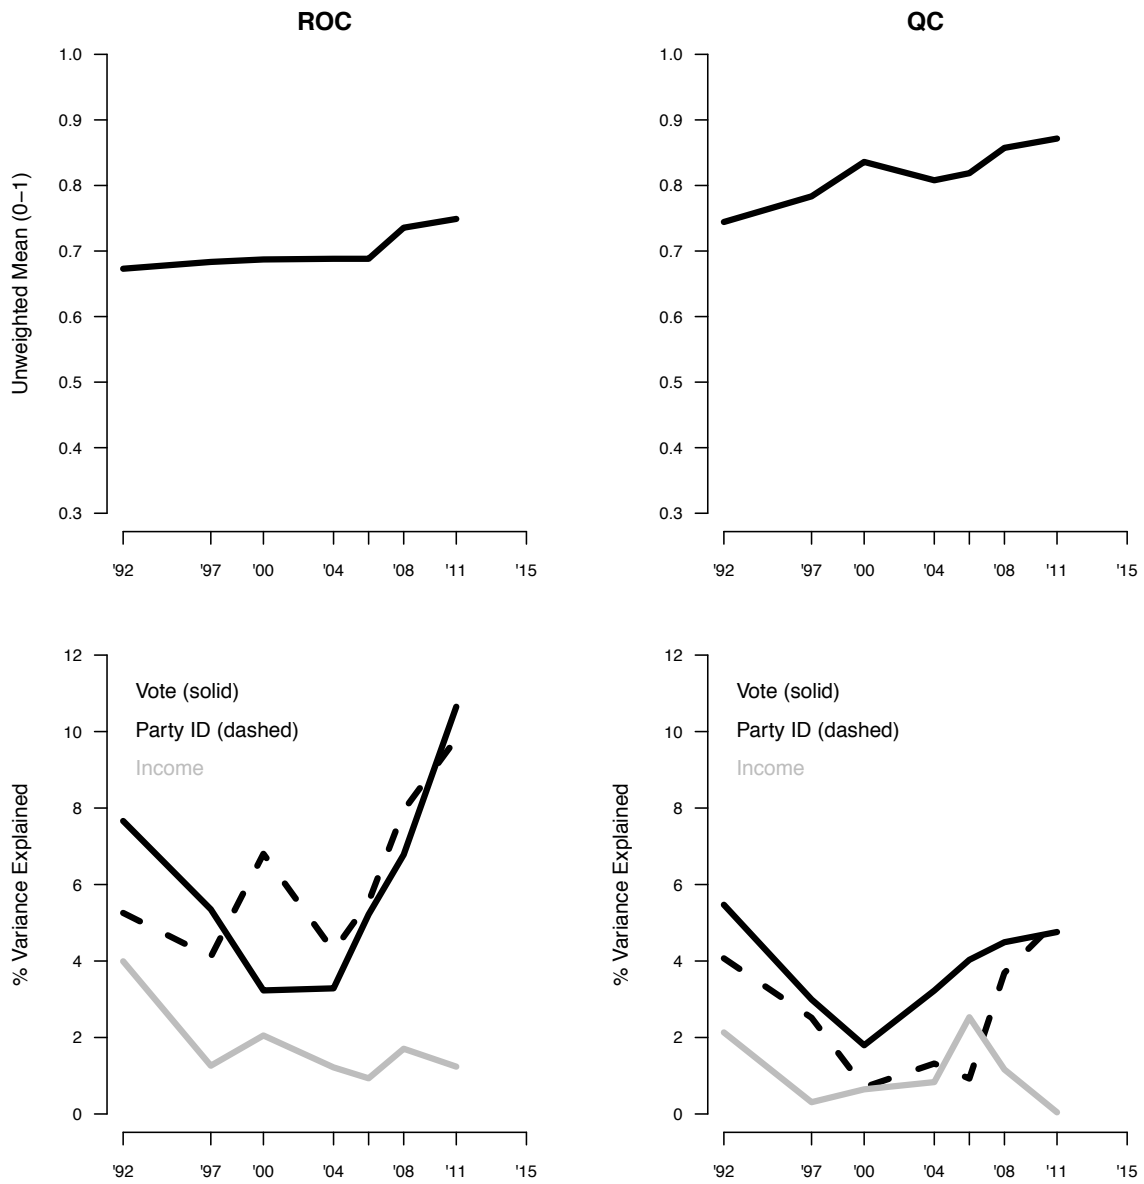 ROC
QC
Unweighted Mean (0−1)
1.0
0.9
0.8
0.7
0.6
0.5
0.4
0.3
'92 '97 '00 '04 '08 '11 '15
1.0
0.9
0.8
0.7
0.6
0.5
0.4
0.3
'92 '97 '00 '04 '08 '11 '15
% Variance Explained
12
10
8
6
4
2
0
Vote (solid)
Party ID (dashed)
Income
'92 '97 '00 '04 '08 '11 '15
% Variance Explained
12
10
8
6
4
2
0
Vote (solid)
Party ID (dashed)
Income
'92 '97 '00 '04 '08 '11 '15